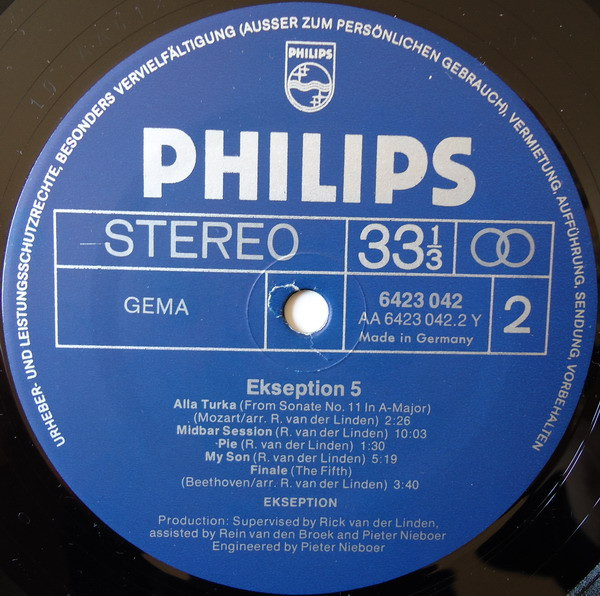 URHEBER- UND LEISTUNGSSCHUTZRECHTE, BESONDERS VERVIELFÄLTIGUNG (AUSSER ZUM PERSÖNLICHEN GEBRAUCH), VERMIETUNG, AUFFÜHRUNG, SENDUNG, VORBEHALTEN
PHILIPS
PHILIPS
STEREO 33 1/3
GEMA
6423 042
AA 6423 042.2 Y
Made in Germany
2
Ekseption 5
Alla Turka (From Sonate No. 11 In A-Major)
(Mozart/arr. R. van der Linden) 2:26
Midbar Session (R. van der Linden) 10:03
·Pie (R. van der Linden) 1:30
My Son (R. van der Linden) 5:19
Finale (The Fifth)
(Beethoven/arr. R. van der Linden) 3:40
EKSEPTION
Production: Supervised by Rick van der Linden,
assisted by Rein van den Broek and Pieter Nieboer
Engineered by Pieter Nieboer